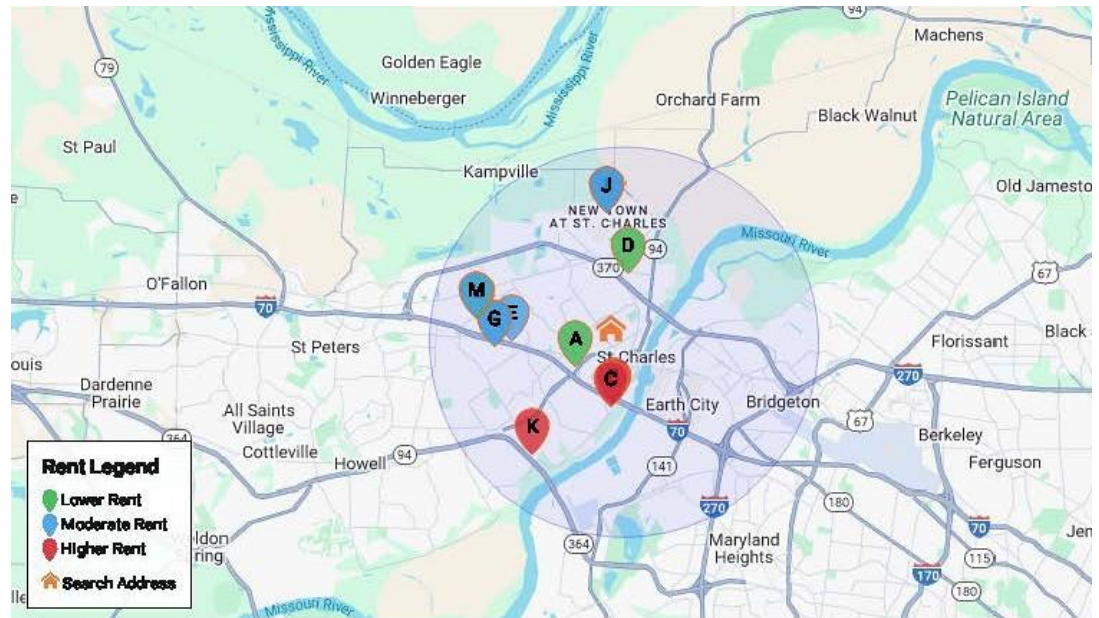 94
Machens
79
Mississippi River
Golden Eagle
Mississippi River
Winneberger
Orchard Farm
Pelican Island
Natural Area
Black Walnut
St Paul
Kampville
J
Old Jamesto
e
NEW TOWN
AT ST. CHARLES
D
94
Missouri River
370
67
O'Fallon
M
70
G
E
A
St Peters
St Charles
Florissant
Black
ouis
C
270
Dardenne
Prairie
Earth City
Bridgeton
All Saints
Village
K
70
67
Berkeley
364
Cottleville
94
Howell
141
Ferguson
Rent Legend
Lower Rent
Moderate Rent
Higher Rent
Search Address
270
180
70
Jen
ldon
ring
364
Maryland
Heights
115
170
180
lle
Missouri River